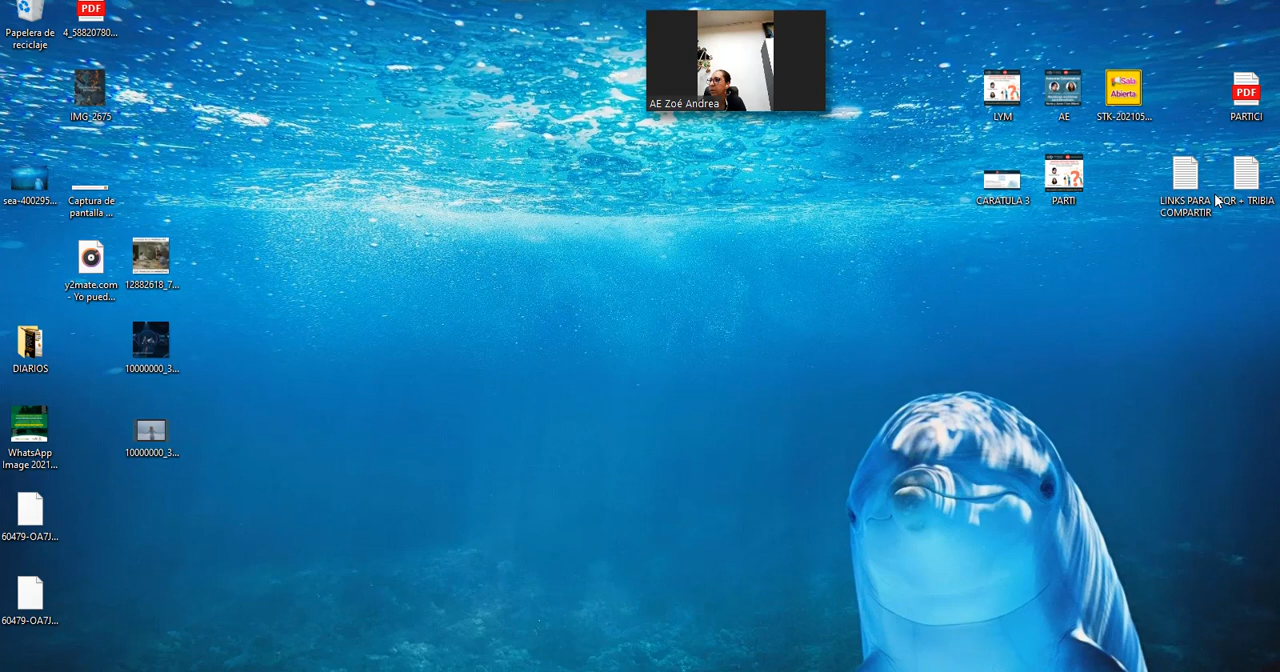 Papelera de
reciclaje
PDF
4_58820780...
IMG_2675
sea-400295...
Captura de
pantalla ...
y2mate.com
- Yo pued...
12882618_7...
DIARIOS
10000000_3...
WhatsApp
Image 2021...
10000000_3...
60479-OA7J...
60479-OA7J...
AE Zoé Andrea
LYM
AE
Sala
Abierta
STK-202105...
PDF
PARTICI
CARATULA 3
PARTI
LINKS PARA
COMPARTIR
QR + TRIBIA